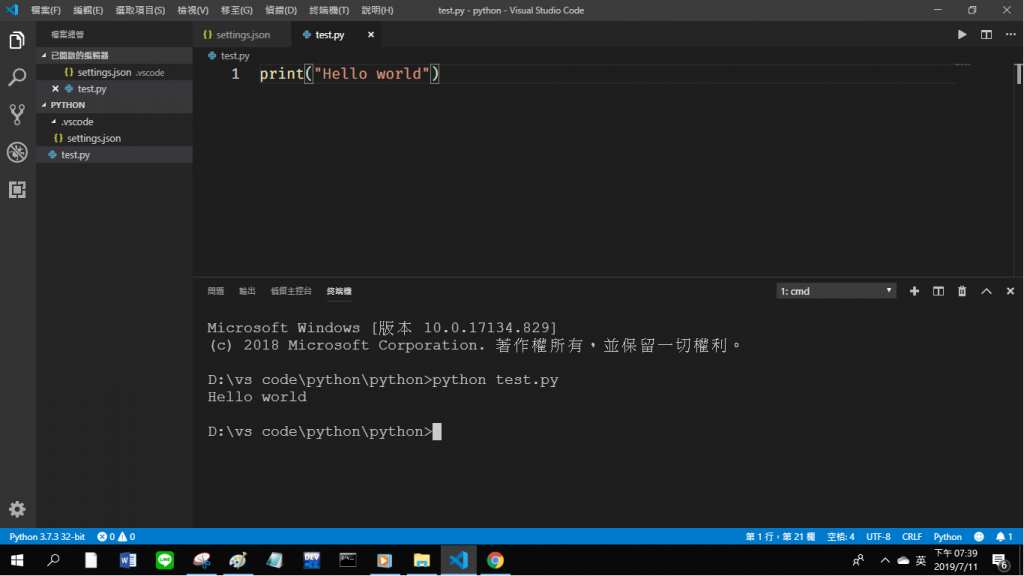 檔案(F) 編輯(E) 選取項目(S) 檢視(V) 移至(G) 偵錯(D) 終端機(T) 說明(H) test.py - python - Visual Studio Code
檔案總管
已開啟的編輯器
settings.json .vscode
test.py
PYTHON
.vscode
settings.json
test.py
settings.json test.py
test.py
1 print("Hello world")
問題 輸出 偵錯主控台 終端機 1: cmd
Microsoft Windows [版本 10.0.17134.829]
(c) 2018 Microsoft Corporation. 著作權所有，並保留一切權利。
D:\vs code\python\python>python test.py
Hello world
D:\vs code\python\python>
Python 3.7.3 32-bit 0 0 第 1 行，第 21 欄 空格: 4 UTF-8 CRLF Python 1
W LINE DEV 英 下午 07:39
2019/7/11 6